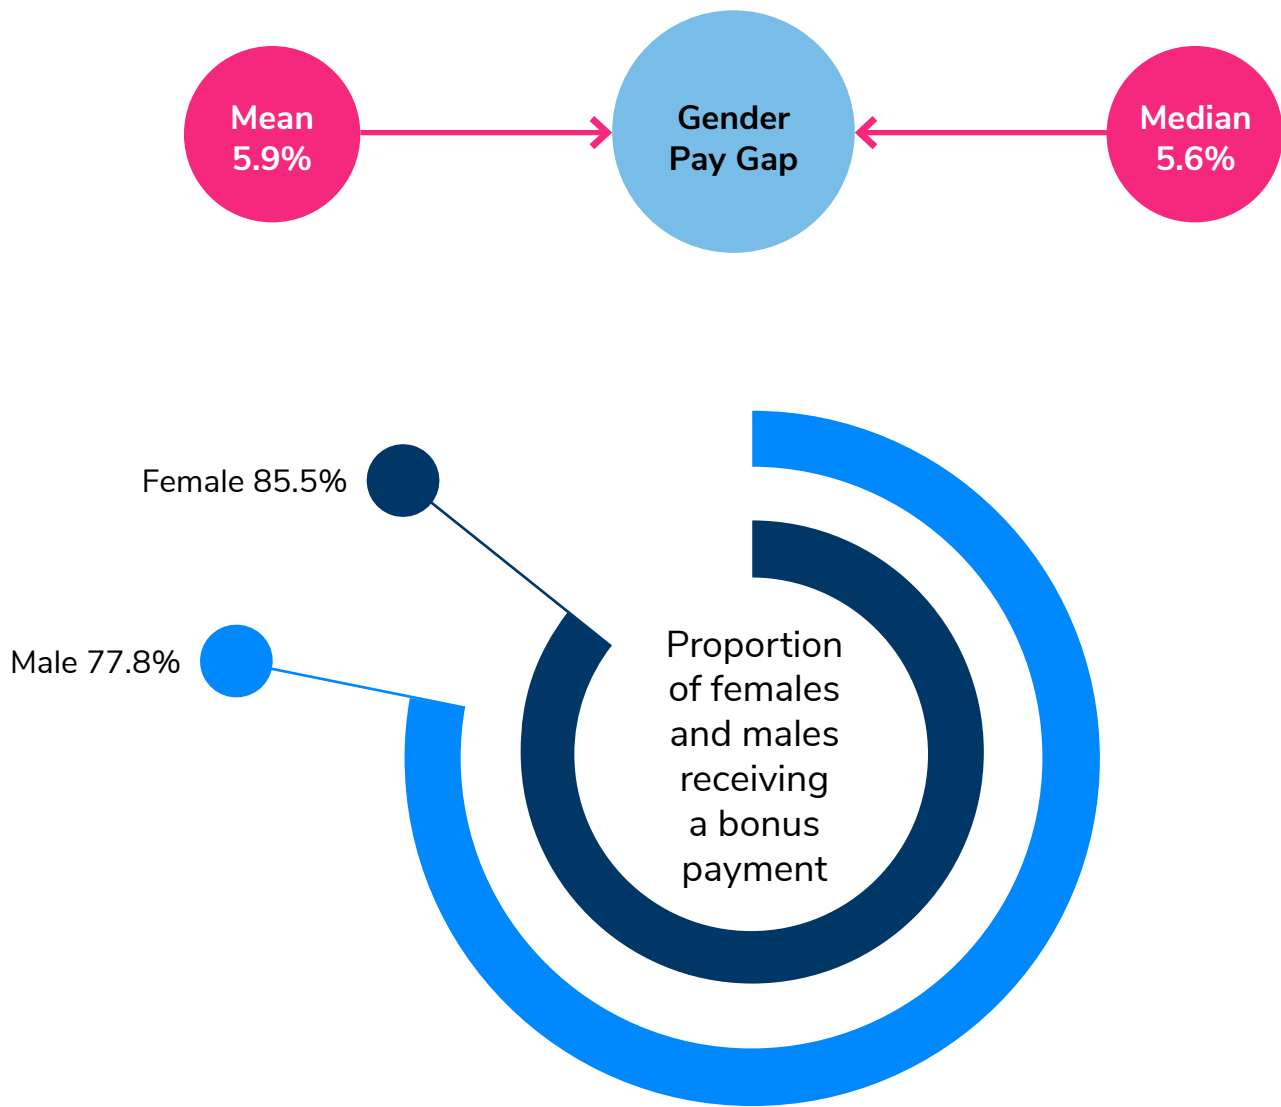 Mean
5.9%
Gender
Pay Gap
Median
5.6%
Female 85.5%
Male 77.8%
Proportion
of females
and males
receiving
a bonus
payment